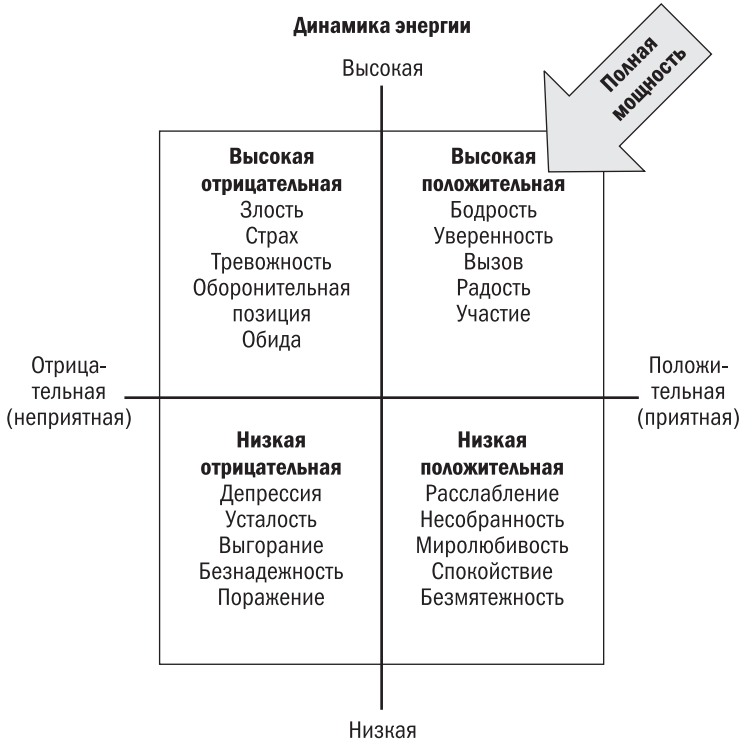 Динамика энергии
Высокая
Полная
мощность
Высокая
отрицательная
Злость
Страх
Тревожность
Оборонительная
позиция
Обида
Высокая
положительная
Бодрость
Уверенность
Вызов
Радость
Участие
Отрица-
тельная
(неприятная)
Положи-
тельная
(приятная)
Низкая
отрицательная
Депрессия
Усталость
Выгорание
Безнадежность
Поражение
Низкая
положительная
Расслабление
Несобранность
Миролюбивость
Спокойствие
Безмятежность
Низкая